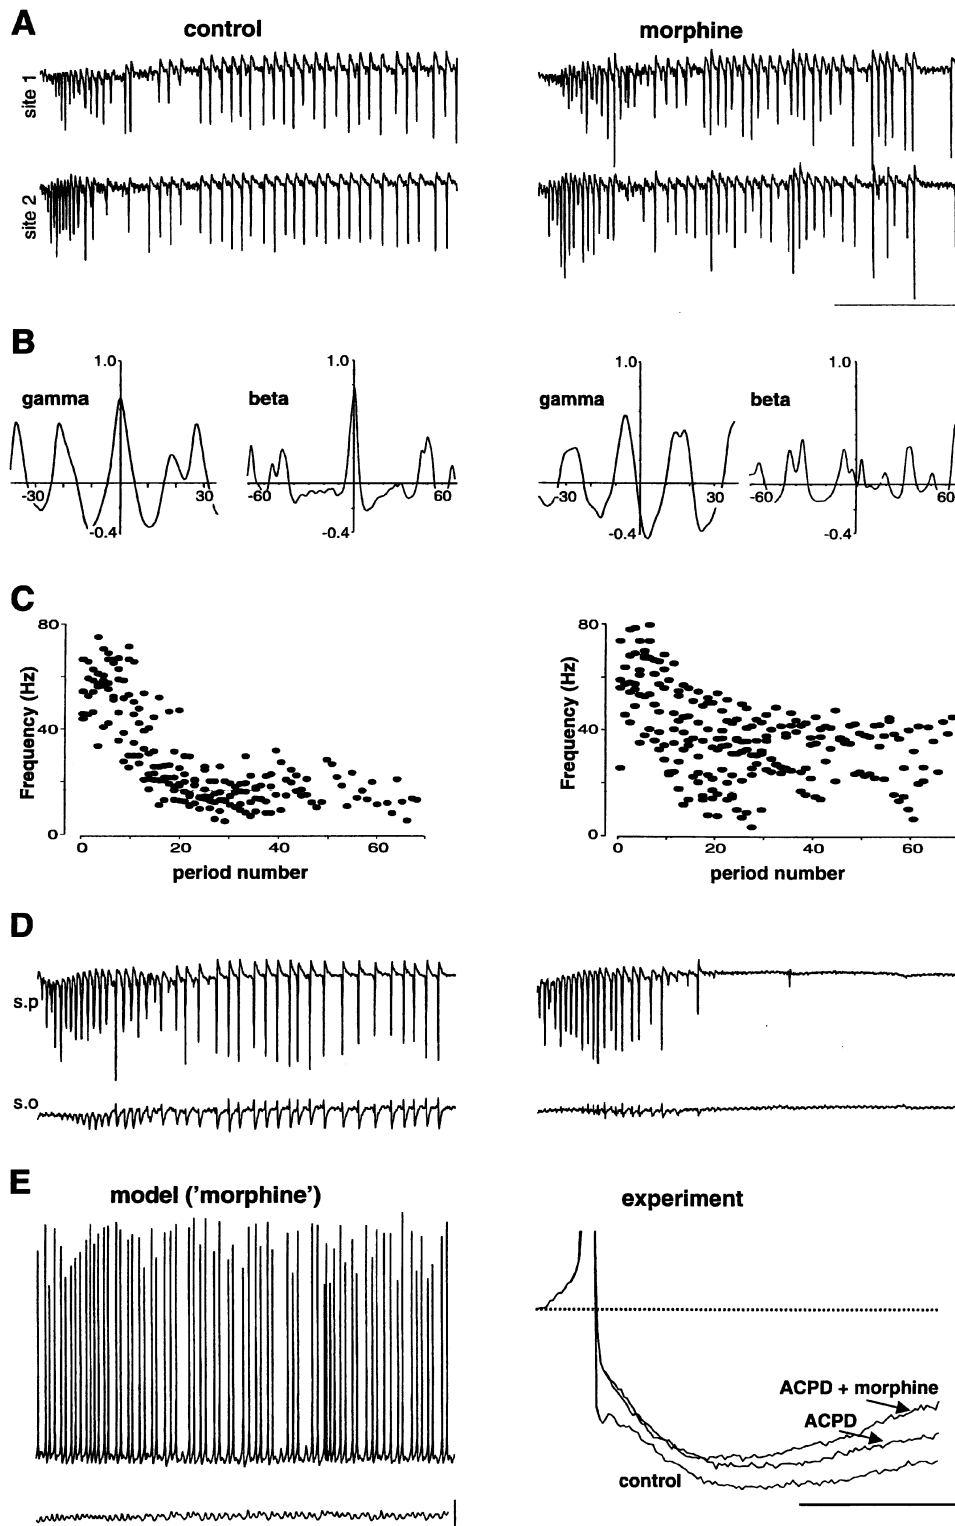 A
control
morphine
site 1
site 2
B
1.0
gamma
-30
30
-0.4
1.0
beta
-60
60
-0.4
1.0
gamma
-30
30
-0.4
1.0
beta
-60
60
-0.4
C
80
40
0
Frequency (Hz)
0
20
40
60
period number
80
40
0
Frequency (Hz)
0
20
40
60
period number
D
s.p
s.o
E
model ('morphine')
experiment
ACPD + morphine
ACPD
control